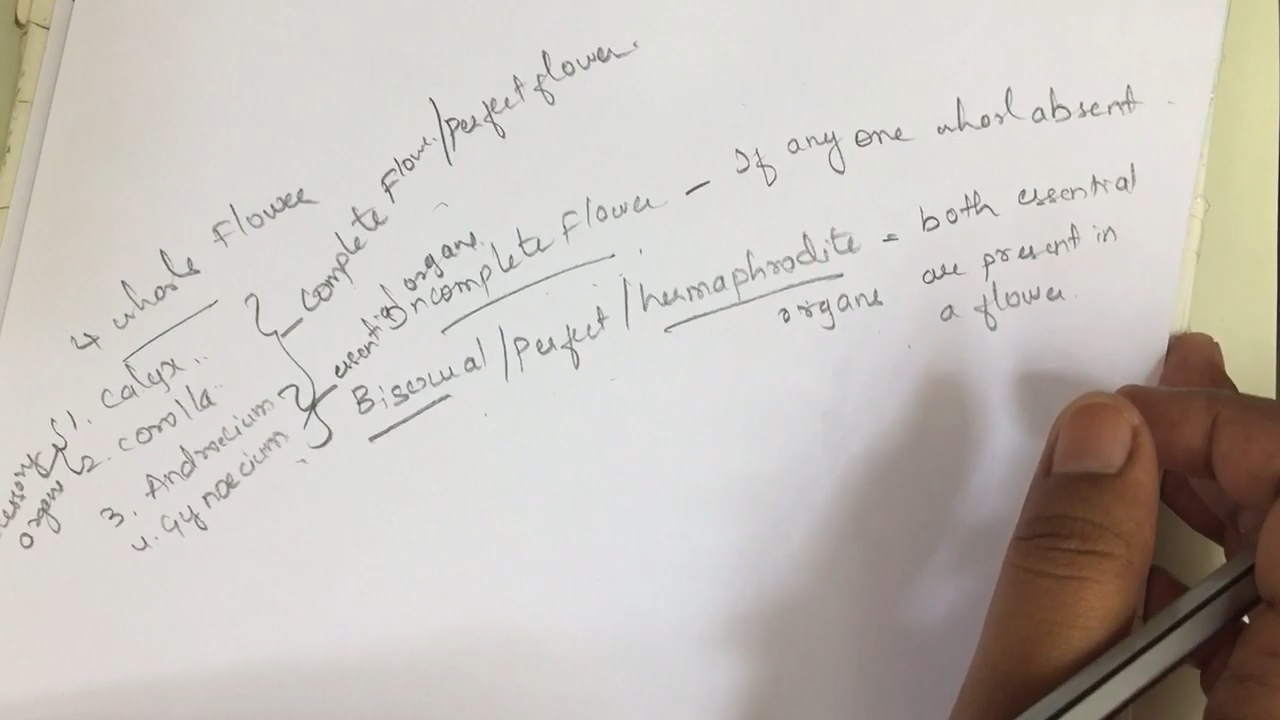 4 whorls Flower
1. Calyx..
2. corolla..
3. Androecium
4. Gynoecium
organs
essential organs.
complete Flower/perfect flower.
Incomplete Flower - If any one whorl absent.
Bisexual/perfect/hermaphrodite = both essential
organs are present in
a flower.